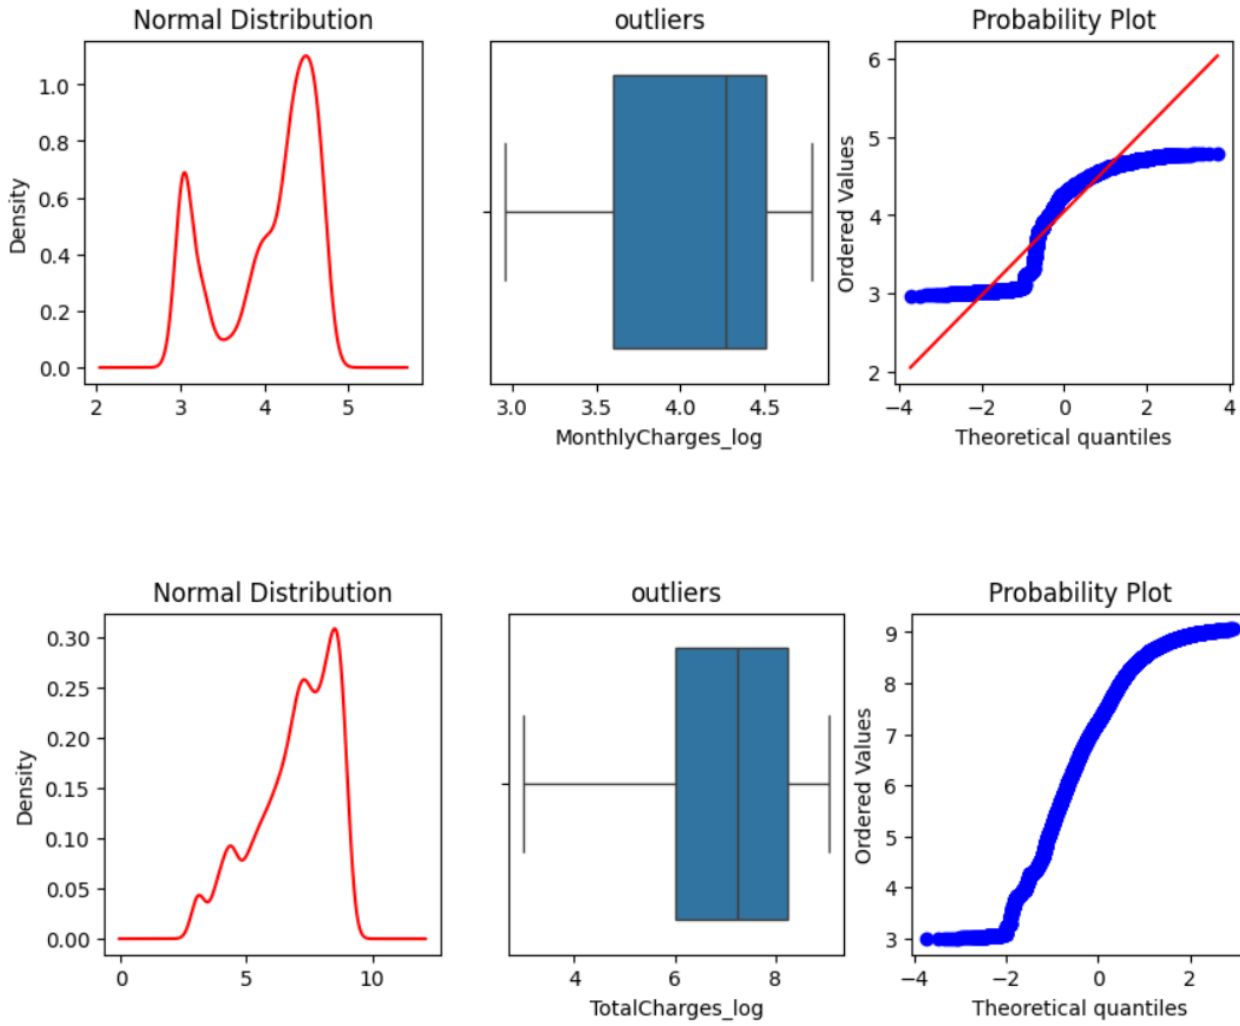 Normal Distribution
outliers
Probability Plot
Density
1.0
0.8
0.6
0.4
0.2
0.0
2 3 4 5
3.0 3.5 4.0 4.5
MonthlyCharges_log
Ordered Values
6
5
4
3
2
−4 −2 0 2 4
Theoretical quantiles
Normal Distribution
outliers
Probability Plot
Density
0.30
0.25
0.20
0.15
0.10
0.05
0.00
0 5 10
4 6 8
TotalCharges_log
Ordered Values
9
8
7
6
5
4
3
−4 −2 0 2
Theoretical quantiles